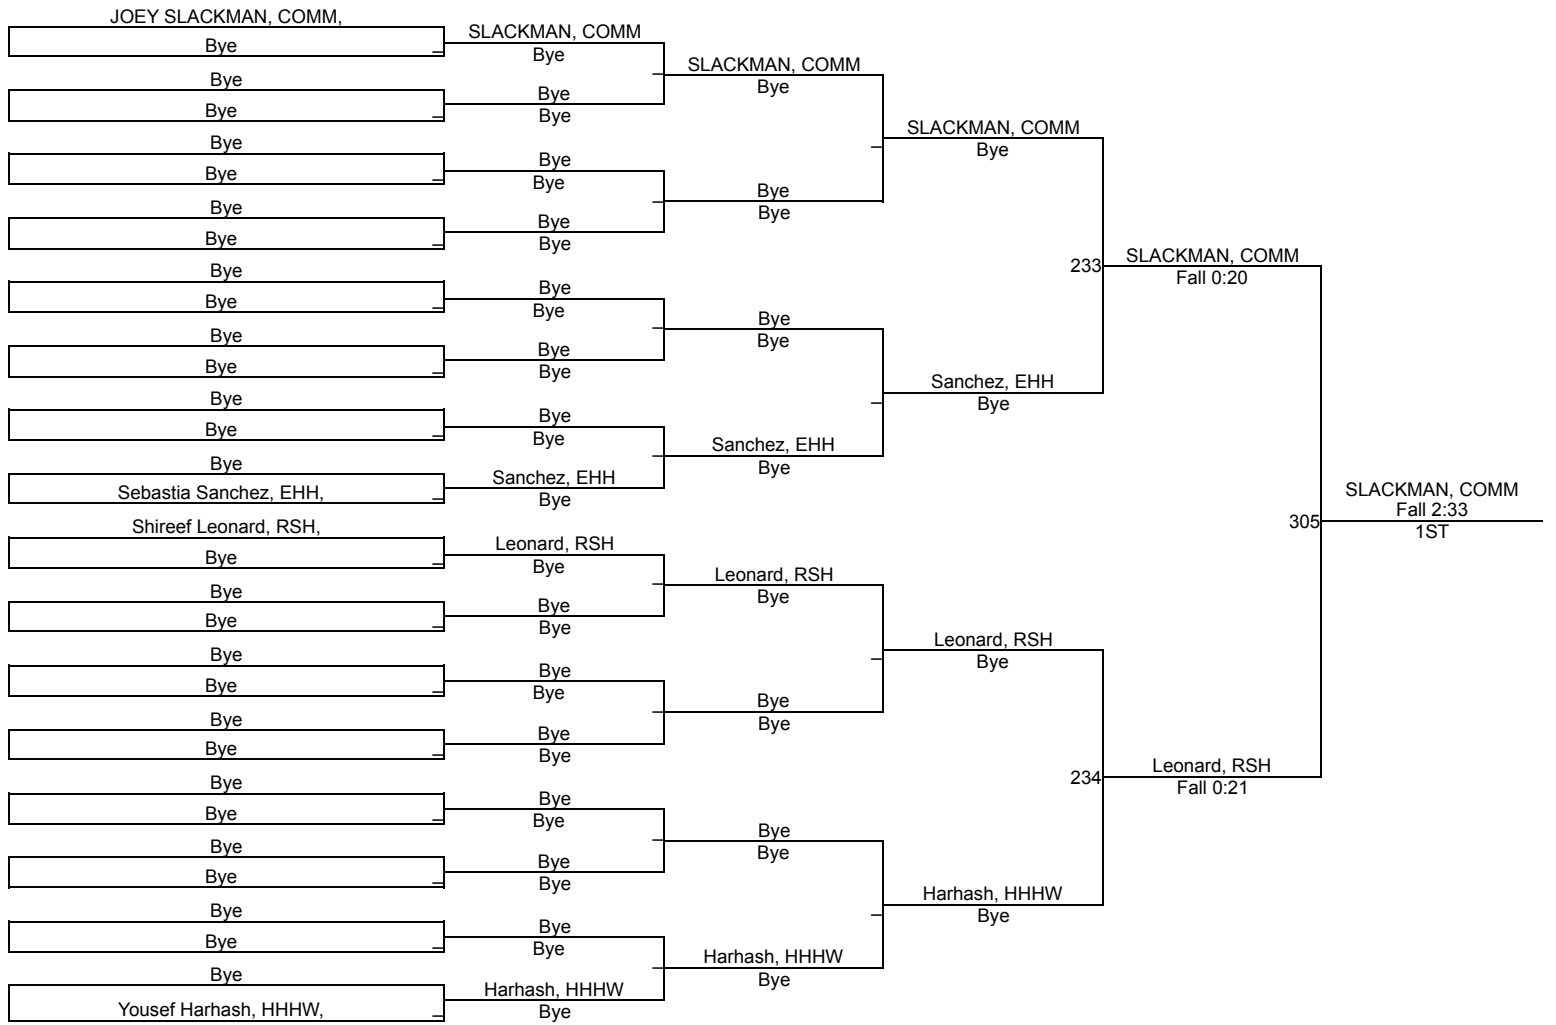 JOEY SLACKMAN, COMM,
Bye
Bye
Bye
Bye
Bye
Bye
Bye
Bye
Bye
Bye
Bye
Bye
Bye
Bye
Sebastia Sanchez, EHH,
Shireef Leonard, RSH,
Bye
Bye
Bye
Bye
Bye
Bye
Bye
Bye
Bye
Bye
Bye
Bye
Bye
Bye
Yousef Harhash, HHHW,
SLACKMAN, COMM
Bye
Bye
Bye
Bye
Bye
Bye
Bye
Bye
Bye
Bye
Bye
Bye
Bye
Sanchez, EHH
Bye
Leonard, RSH
Bye
Bye
Bye
Bye
Bye
Bye
Bye
Bye
Bye
Bye
Bye
Bye
Bye
Harhash, HHHW
Bye
SLACKMAN, COMM
Bye
Bye
Bye
Bye
Bye
Sanchez, EHH
Bye
Leonard, RSH
Bye
Bye
Bye
Bye
Bye
Harhash, HHHW
Bye
SLACKMAN, COMM
Bye
Sanchez, EHH
Bye
Leonard, RSH
Bye
Harhash, HHHW
Bye
233
SLACKMAN, COMM
Fall 0:20
234
Leonard, RSH
Fall 0:21
305
SLACKMAN, COMM
Fall 2:33
1ST